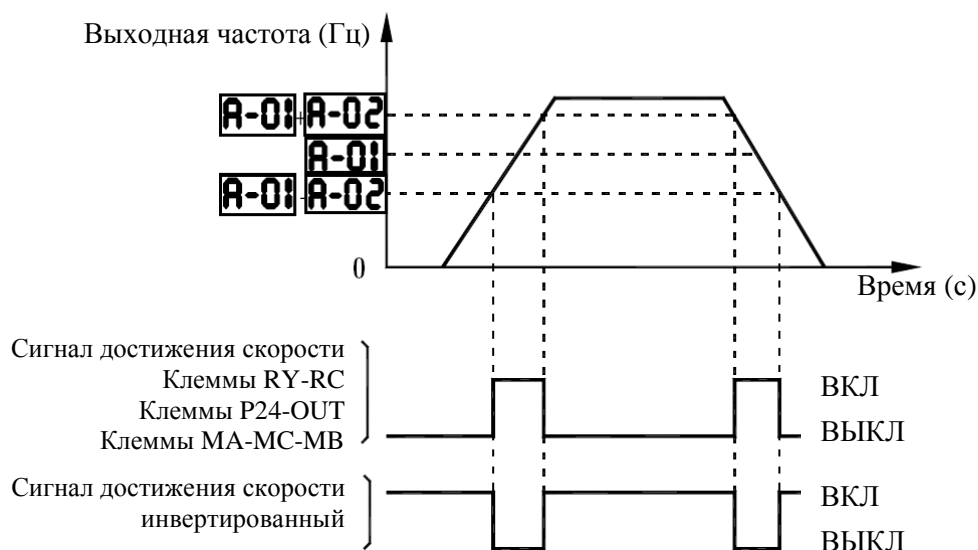 Выходная частота (Гц)
A-01+A-02
A-01
A-01-A-02
0
Время (с)
Сигнал достижения скорости
Клеммы RY-RC
Клеммы P24-OUT
Клеммы MA-MC-MB
ВКЛ
ВЫКЛ
Сигнал достижения скорости
инвертированный
ВКЛ
ВЫКЛ